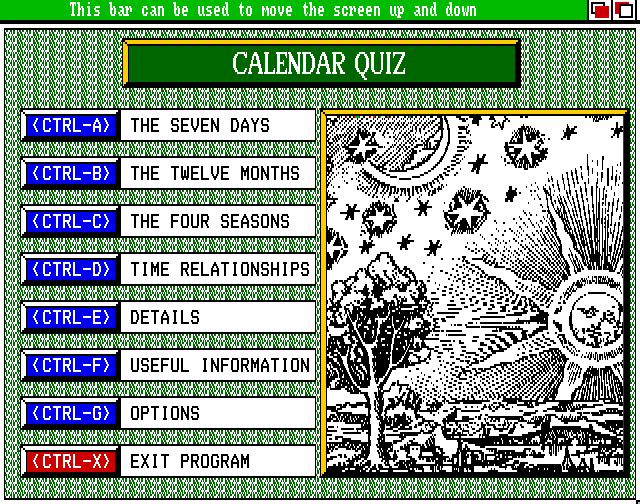 This bar can be used to move the screen up and down
CALENDAR QUIZ
<CTRL-A> THE SEVEN DAYS
<CTRL-B> THE TWELVE MONTHS
<CTRL-C> THE FOUR SEASONS
<CTRL-D> TIME RELATIONSHIPS
<CTRL-E> DETAILS
<CTRL-F> USEFUL INFORMATION
<CTRL-G> OPTIONS
<CTRL-X> EXIT PROGRAM